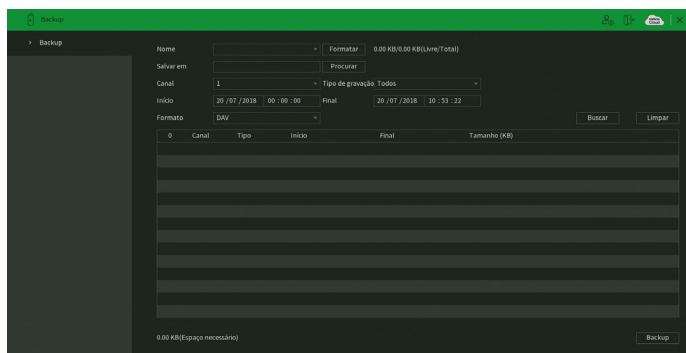 Backup
Backup
Nome Formatar 0.00 KB/0.00 KB(Livre/Total)
Salvar em Procurar
Canal 1 Tipo de gravação Todos
Início 20 /07 /2018 00 : 00 : 00 Final 20 /07 /2018 10 : 53 : 22
Formato DAV Buscar Limpar
0 Canal Tipo Início Final Tamanho (KB)
0.00 KB(Espaço necessário) Backup